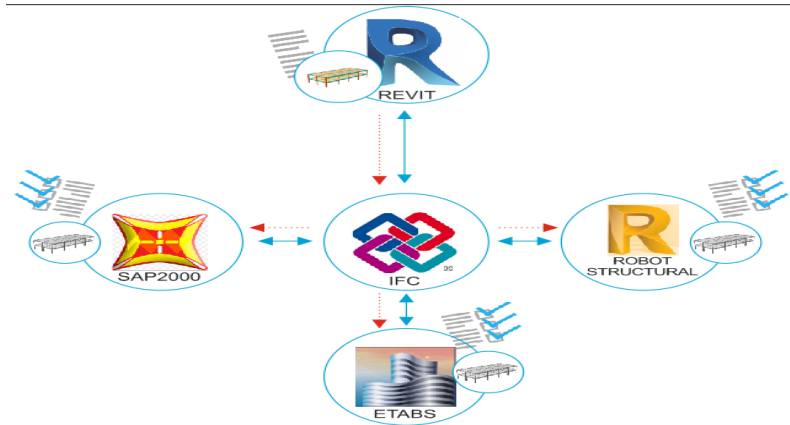 REVIT
SAP2000
IFC
ROBOT
STRUCTURAL
ETABS